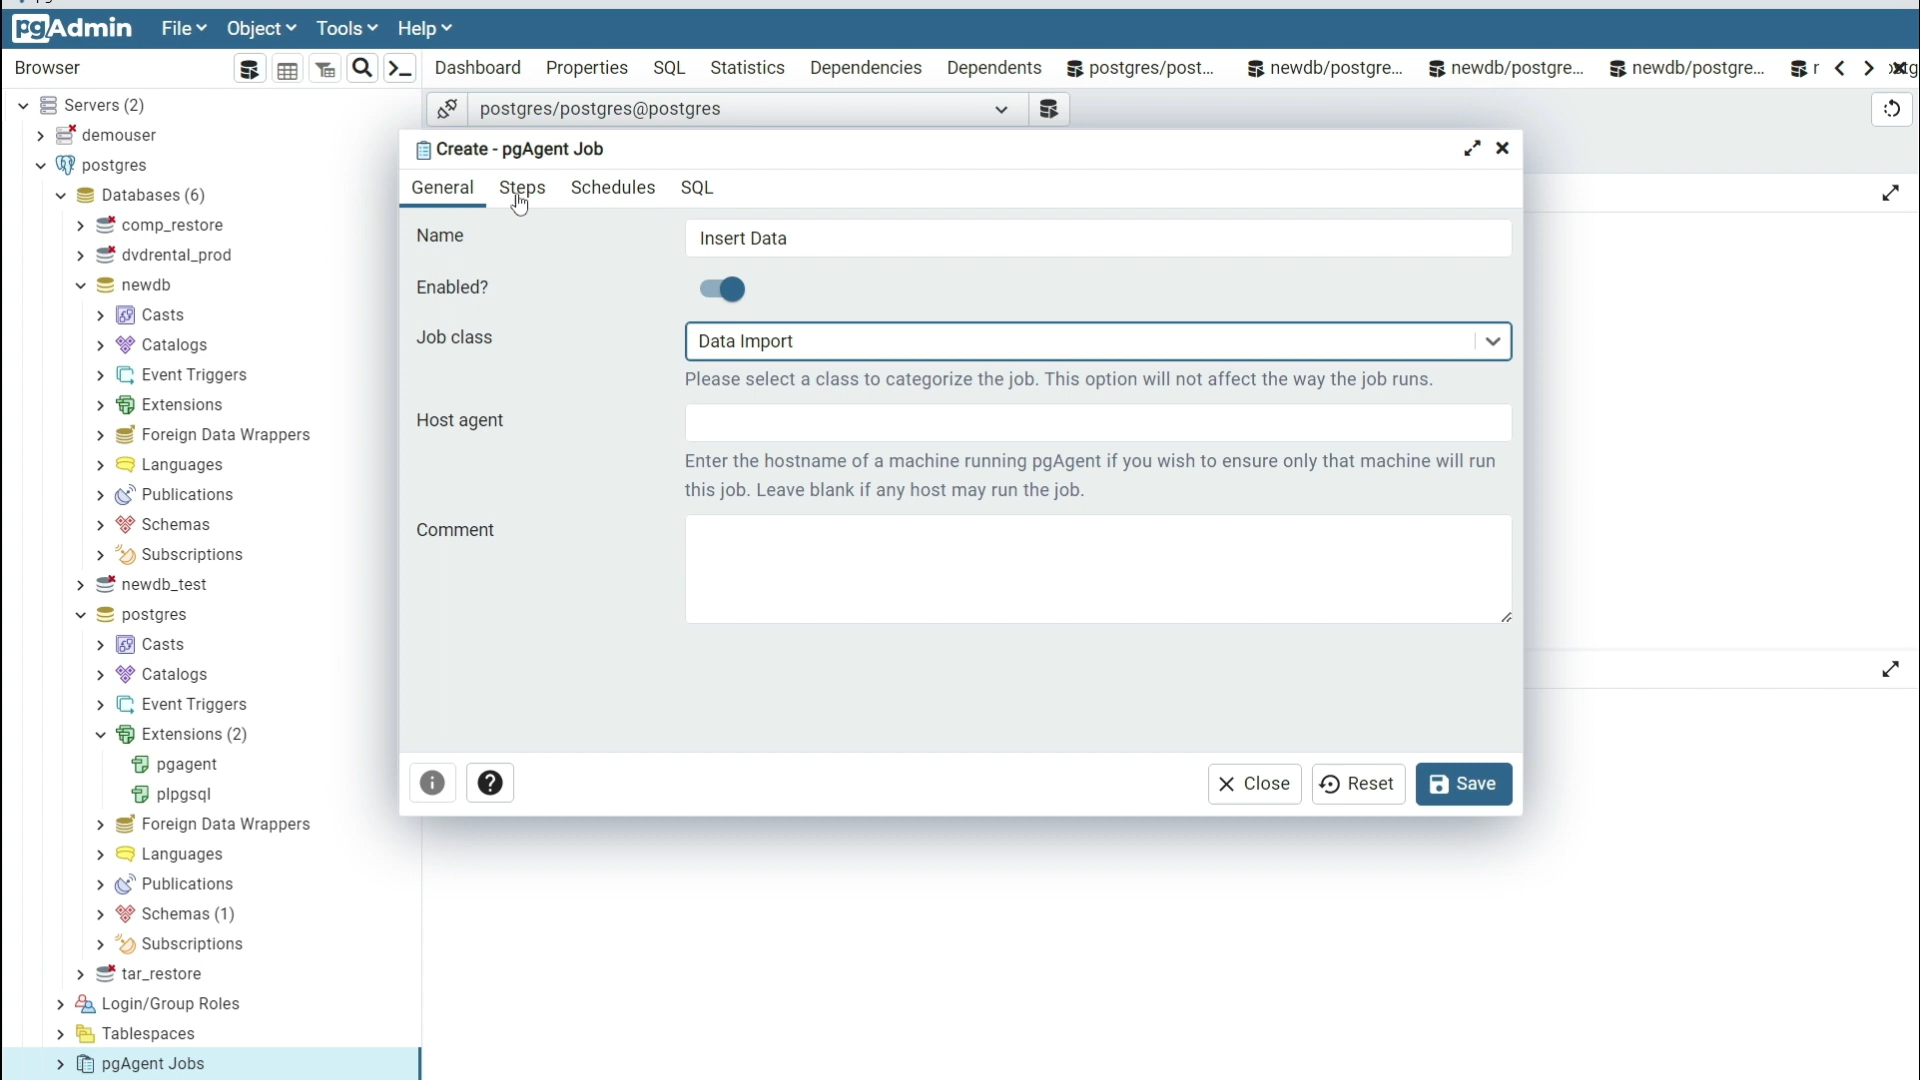 pgAdmin File Object Tools Help
Browser
Dashboard Properties SQL Statistics Dependencies Dependents postgres/post... newdb/postgre... newdb/postgre... newdb/postgre...
postgres/postgres@postgres
Servers (2)
demouser
postgres
Databases (6)
comp_restore
dvdrental_prod
newdb
Casts
Catalogs
Event Triggers
Extensions
Foreign Data Wrappers
Languages
Publications
Schemas
Subscriptions
newdb_test
postgres
Casts
Catalogs
Event Triggers
Extensions (2)
pgagent
plpgsql
Foreign Data Wrappers
Languages
Publications
Schemas (1)
Subscriptions
tar_restore
Login/Group Roles
Tablespaces
pgAgent Jobs
Create - pgAgent Job
General Steps Schedules SQL
Name Insert Data
Enabled?
Job class Data Import
Please select a class to categorize the job. This option will not affect the way the job runs.
Host agent
Enter the hostname of a machine running pgAgent if you wish to ensure only that machine will run
this job. Leave blank if any host may run the job.
Comment
Close Reset Save